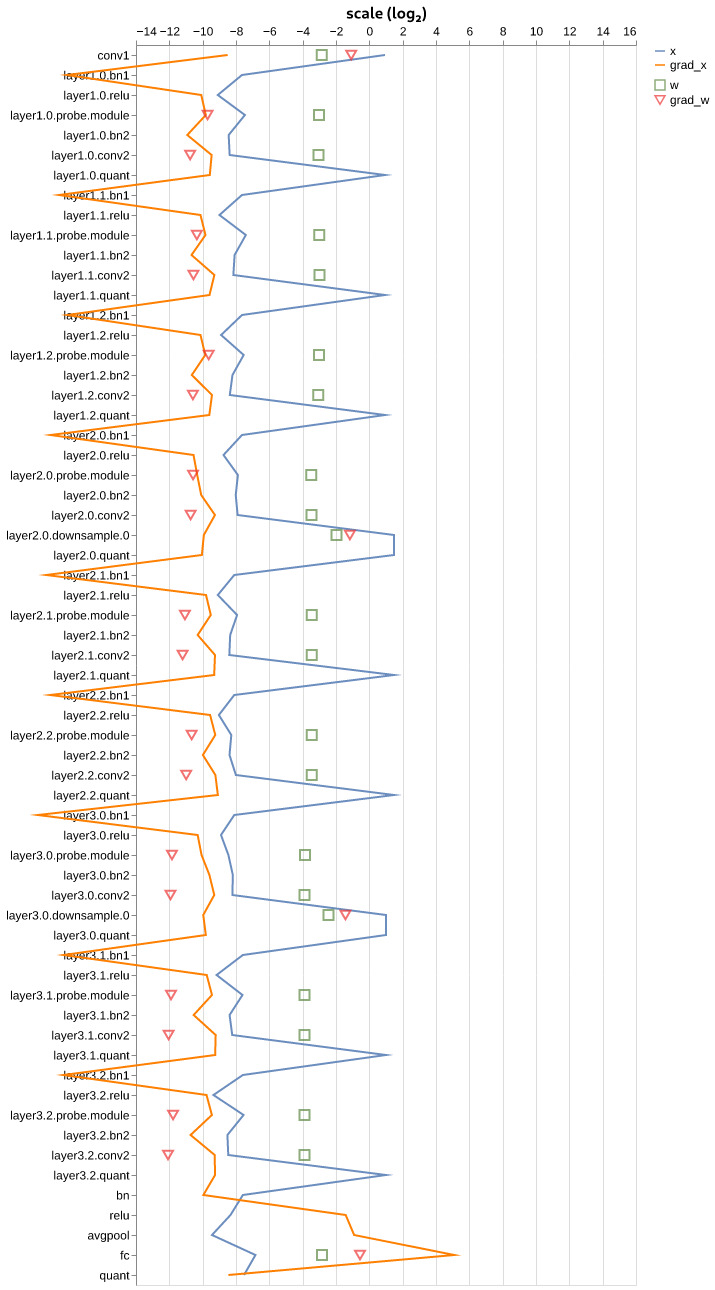 scale (log₂)
−14 −12 −10 −8 −6 −4 −2 0 2 4 6 8 10 12 14 16
x
grad_x
w
grad_w
conv1
layer1.0.bn1
layer1.0.relu
layer1.0.probe.module
layer1.0.bn2
layer1.0.conv2
layer1.0.quant
layer1.1.bn1
layer1.1.relu
layer1.1.probe.module
layer1.1.bn2
layer1.1.conv2
layer1.1.quant
layer1.2.bn1
layer1.2.relu
layer1.2.probe.module
layer1.2.bn2
layer1.2.conv2
layer1.2.quant
layer2.0.bn1
layer2.0.relu
layer2.0.probe.module
layer2.0.bn2
layer2.0.conv2
layer2.0.downsample.0
layer2.0.quant
layer2.1.bn1
layer2.1.relu
layer2.1.probe.module
layer2.1.bn2
layer2.1.conv2
layer2.1.quant
layer2.2.bn1
layer2.2.relu
layer2.2.probe.module
layer2.2.bn2
layer2.2.conv2
layer2.2.quant
layer3.0.bn1
layer3.0.relu
layer3.0.probe.module
layer3.0.bn2
layer3.0.conv2
layer3.0.downsample.0
layer3.0.quant
layer3.1.bn1
layer3.1.relu
layer3.1.probe.module
layer3.1.bn2
layer3.1.conv2
layer3.1.quant
layer3.2.bn1
layer3.2.relu
layer3.2.probe.module
layer3.2.bn2
layer3.2.conv2
layer3.2.quant
bn
relu
avgpool
fc
quant